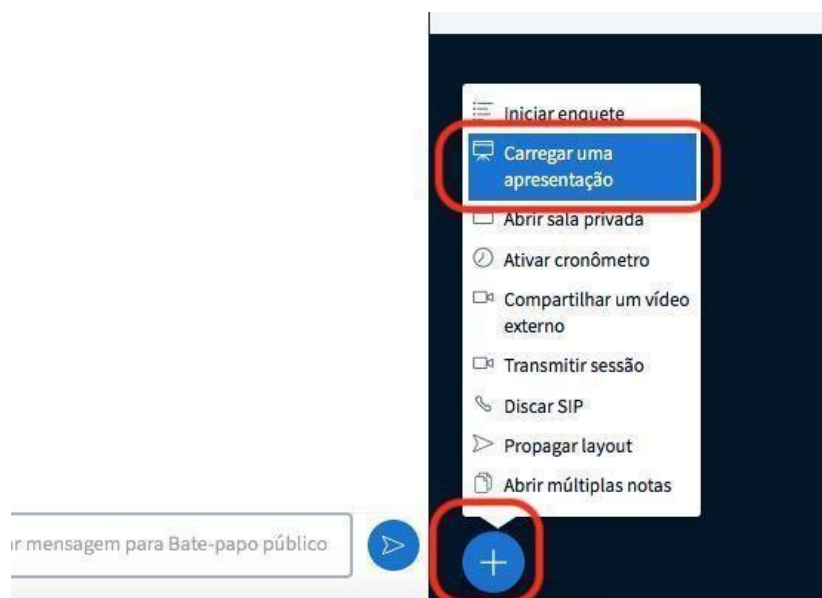 Iniciar enquete
Carregar uma
apresentação
Abrir sala privada
Ativar cronômetro
Compartilhar um vídeo
externo
Transmitir sessão
Discar SIP
Propagar layout
Abrir múltiplas notas
mensagem para Bate-papo público